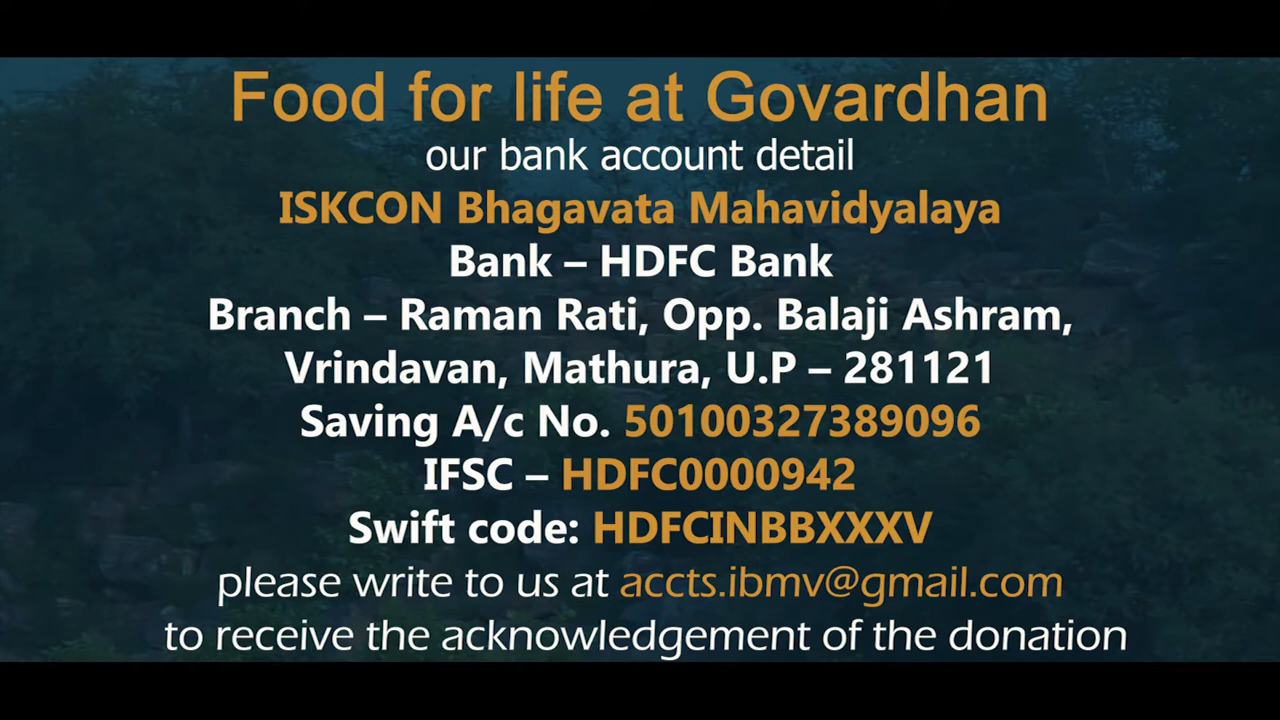 Food for life at Govardhan
our bank account detail
ISKCON Bhagavata Mahavidyalaya
Bank – HDFC Bank
Branch – Raman Rati, Opp. Balaji Ashram,
Vrindavan, Mathura, U.P – 281121
Saving A/c No. 50100327389096
IFSC – HDFC0000942
Swift code: HDFCINBBXXXV
please write to us at accts.ibmv@gmail.com
to receive the acknowledgement of the donation